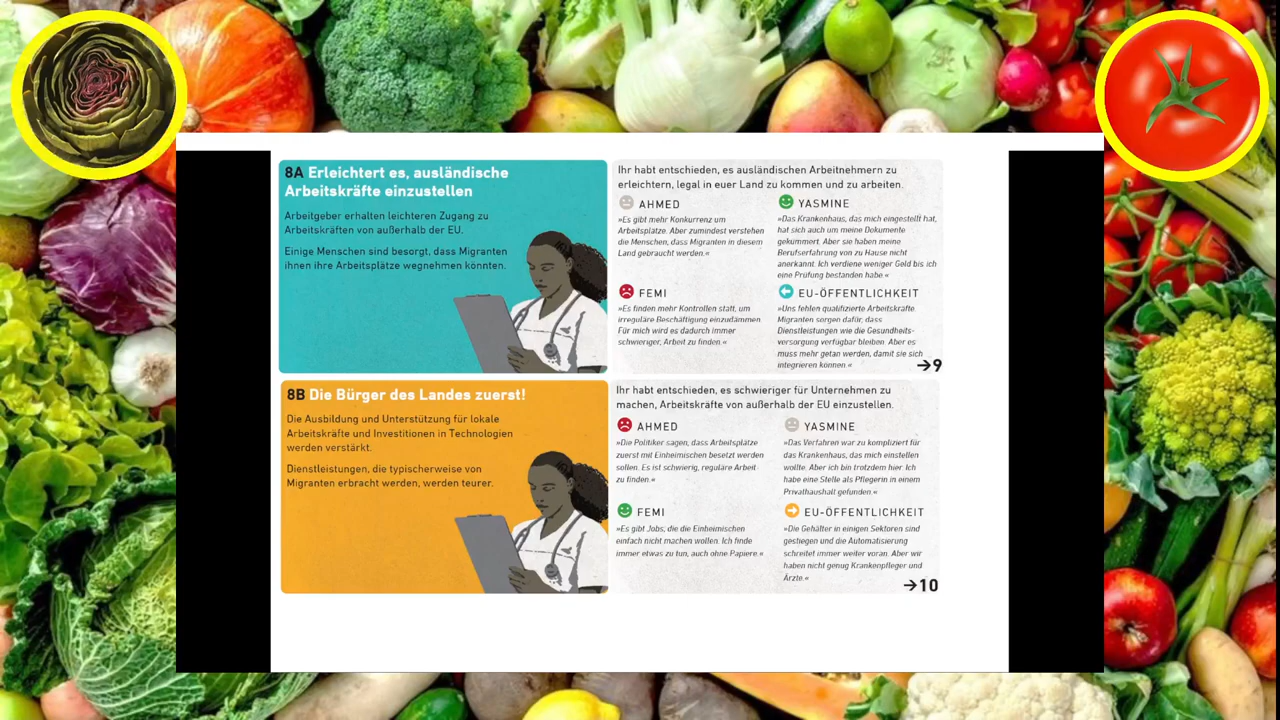 8A Erleichtert es, ausländische
Arbeitskräfte einzustellen
Arbeitgeber erhalten leichteren Zugang zu
Arbeitskräften von außerhalb der EU.
Einige Menschen sind besorgt, dass Migranten
ihnen ihre Arbeitsplätze wegnehmen könnten.
Ihr habt entschieden, es ausländischen Arbeitnehmern zu
erleichtern, legal in euer Land zu kommen und zu arbeiten.
AHMED
»Es gibt mehr Konkurrenz um
Arbeitsplätze. Aber zumindest verstehen
die Menschen, dass Migranten in diesem
Land gebraucht werden.«
YASMINE
»Das Krankenhaus, das mich eingestellt hat,
hat sich auch um meine Dokumente
gekümmert. Aber sie haben meine
Berufserfahrung von zu Hause nicht
anerkannt. Ich verdiene weniger Geld bis ich
eine Prüfung bestanden habe.«
FEMI
»Es finden mehr Kontrollen statt, um
irreguläre Beschäftigung einzudämmen.
Für mich wird es dadurch immer
schwieriger, Arbeit zu finden.«
EU-ÖFFENTLICHKEIT
»Uns fehlen qualifizierte Arbeitskräfte.
Migranten sorgen dafür, dass
Dienstleistungen wie die Gesundheits-
versorgung verfügbar bleiben. Aber es
muss mehr getan werden, damit sie sich
integrieren können.«
→9
8B Die Bürger des Landes zuerst!
Die Ausbildung und Unterstützung für lokale
Arbeitskräfte und Investitionen in Technologien
werden verstärkt.
Dienstleistungen, die typischerweise von
Migranten erbracht werden, werden teurer.
Ihr habt entschieden, es schwieriger für Unternehmen zu
machen, Arbeitskräfte von außerhalb der EU einzustellen.
AHMED
»Die Politiker sagen, dass Arbeitsplätze
zuerst mit Einheimischen besetzt werden
sollen. Es ist schwierig, reguläre Arbeit
zu finden.«
YASMINE
»Das Verfahren war zu kompliziert für
das Krankenhaus, das mich einstellen
wollte. Aber ich bin trotzdem hier. Ich
habe eine Stelle als Pflegerin in einem
Privathaushalt gefunden.«
FEMI
»Es gibt Jobs, die die Einheimischen
einfach nicht machen wollen. Ich finde
immer etwas zu tun, auch ohne Papiere.«
EU-ÖFFENTLICHKEIT
»Die Gehälter in einigen Sektoren sind
gestiegen und die Automatisierung
schreitet immer weiter voran. Aber wir
haben nicht genug Krankenpfleger und
Ärzte.«
→10